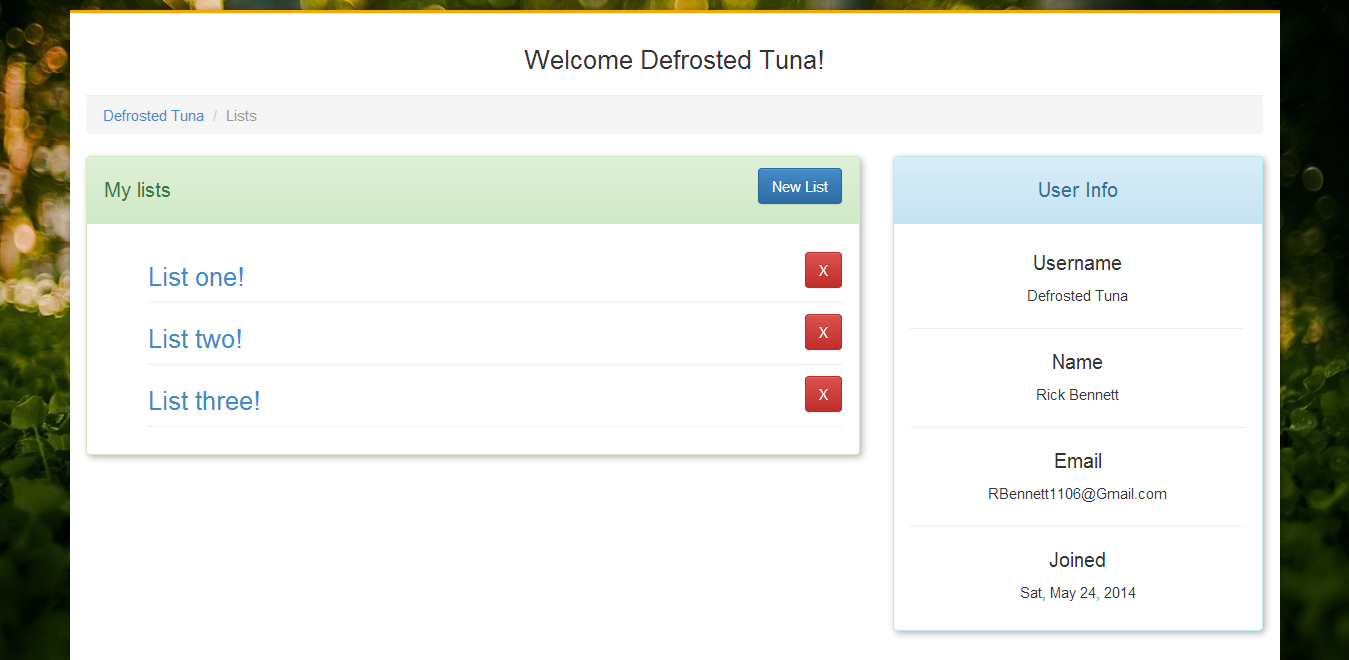 Welcome Defrosted Tuna!
Defrosted Tuna / Lists
My lists
New List
List one!
X
List two!
X
List three!
X
User Info
Username
Defrosted Tuna
Name
Rick Bennett
Email
RBennett1106@Gmail.com
Joined
Sat, May 24, 2014